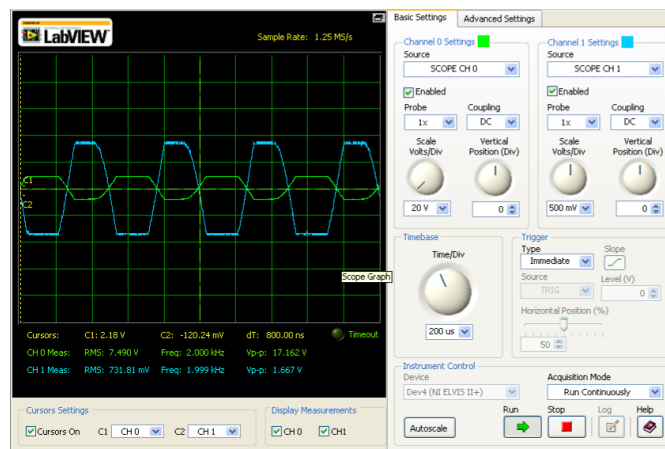 POWERED BY
LabVIEW
Sample Rate: 1.25 MS/s
C1
C2
Scope Graph
Cursors: C1: 2.18 V C2: -120.24 mV dT: 800.00 ns Timeout
CH 0 Meas: RMS: 7.490 V Freq: 2.000 kHz Vp-p: 17.162 V
CH 1 Meas: RMS: 731.81 mV Freq: 1.999 kHz Vp-p: 1.667 V
Cursors Settings
Cursors On C1 CH 0 C2 CH 1
Display Measurements
CH 0 CH1
Basic Settings Advanced Settings
Channel 0 Settings
Source
SCOPE CH 0
Enabled
Probe Coupling
1x DC
Scale Vertical
Volts/Div Position (Div)
20 V 0
Channel 1 Settings
Source
SCOPE CH 1
Enabled
Probe Coupling
1x DC
Scale Vertical
Volts/Div Position (Div)
500 mV 0
Timebase
Time/Div
200 us
Trigger
Type Slope
Immediate
Source Level (V)
TRIG 0
Horizontal Position (%)
50
Instrument Control
Device Acquisition Mode
Dev4 (NI ELVIS II+) Run Continuously
Run Stop Log Help
Autoscale